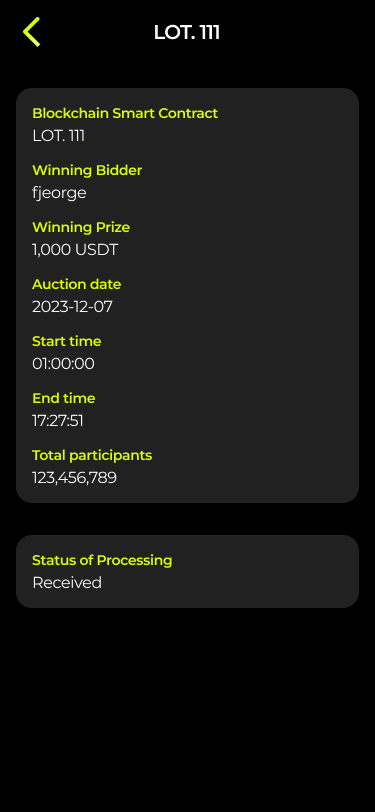 LOT. 111
Blockchain Smart Contract
LOT. 111
Winning Bidder
fjeorge
Winning Prize
1,000 USDT
Auction date
2023-12-07
Start time
01:00:00
End time
17:27:51
Total participants
123,456,789
Status of Processing
Received